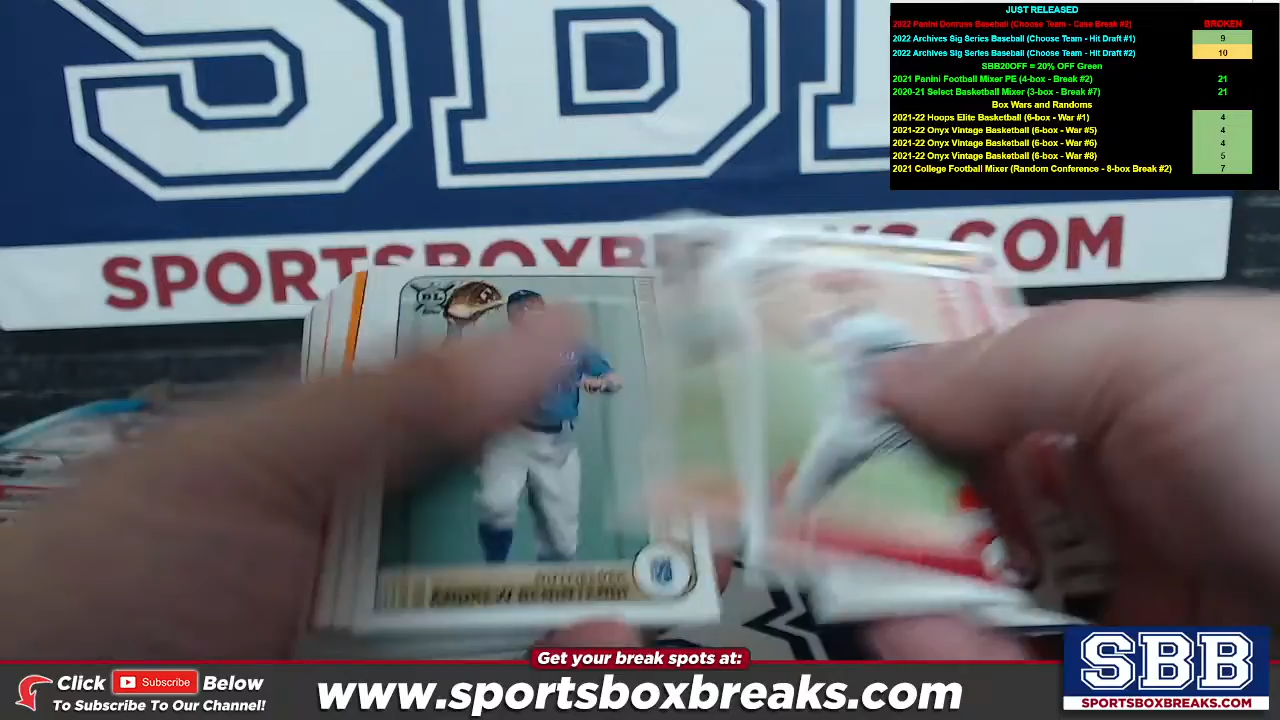 JUST RELEASED
2022 Panini Donruss Baseball (Choose Team - Case Break #2) BROKEN
2022 Archives Sig Series Baseball (Choose Team - Hit Draft #1) 9
2022 Archives Sig Series Baseball (Choose Team - Hit Draft #2) 10
SBB20OFF = 20% OFF Green
2021 Panini Football Mixer PE (4-box - Break #2) 21
2020-21 Select Basketball Mixer (3-box - Break #7) 21
Box Wars and Randoms
2021-22 Hoops Elite Basketball (6-box - War #1) 4
2021-22 Onyx Vintage Basketball (6-box - War #5) 4
2021-22 Onyx Vintage Basketball (6-box - War #6) 4
2021-22 Onyx Vintage Basketball (6-box - War #8) 5
2021 College Football Mixer (Random Conference - 8-box Break #2) 7
SB
SPORTSBOXB .COM
BL
OUTFIELDER
ANDREW BENINTENDI
Get your break spots at:
Click Subscribe Below
To Subscribe To Our Channel!
www.sportsboxbreaks.com
SBB
SPORTSBOXBREAKS.COM